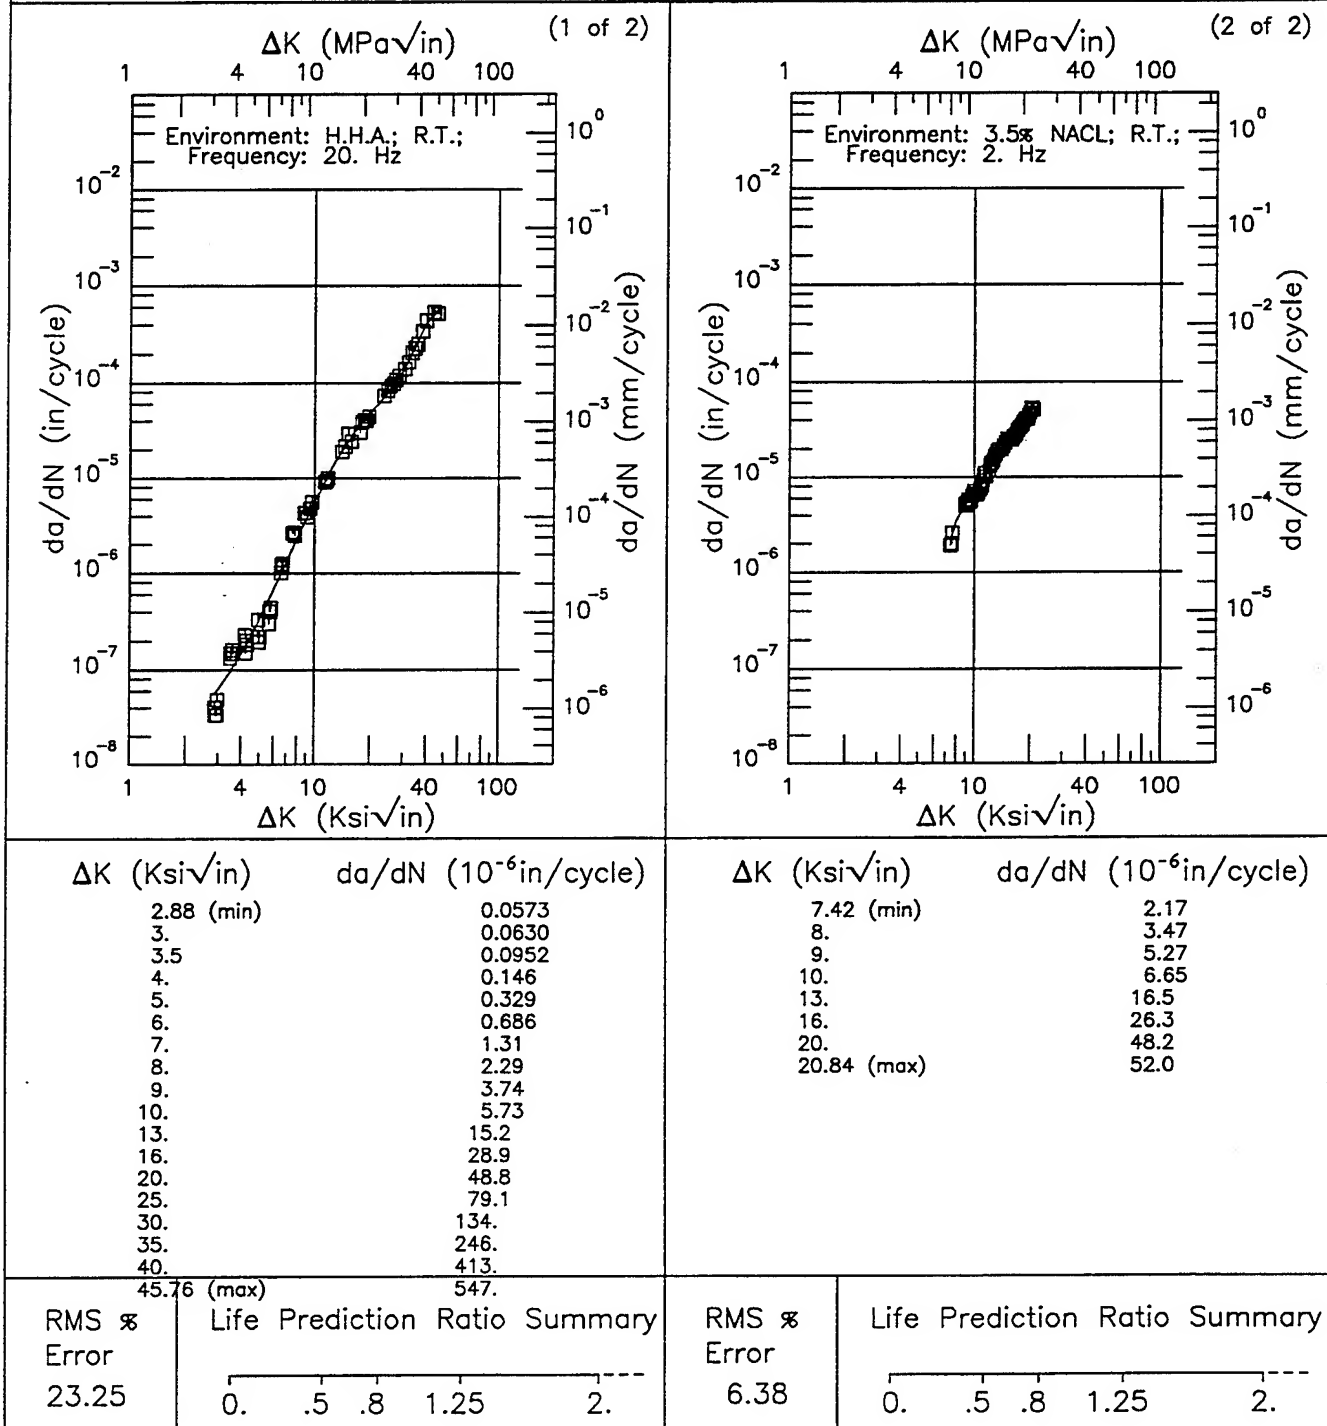 (1 of 2)
ΔK (MPa√in)
1 4 10 40 100
Environment: H.H.A.; R.T.;
Frequency: 20. Hz
10⁰
10⁻²
10⁻¹
10⁻³
10⁻²
10⁻⁴
10⁻³
10⁻⁵
10⁻⁴
10⁻⁶
10⁻⁵
10⁻⁷
10⁻⁶
10⁻⁸
da/dN (in/cycle)
da/dN (mm/cycle)
1 4 10 40 100
ΔK (Ksi√in)
ΔK (Ksi√in) da/dN (10⁻⁶in/cycle)
2.88 (min) 0.0573
3. 0.0630
3.5 0.0952
4. 0.146
5. 0.329
6. 0.686
7. 1.31
8. 2.29
9. 3.74
10. 5.73
13. 15.2
16. 28.9
20. 48.8
25. 79.1
30. 134.
35. 246.
40. 413.
45.76 (max) 547.
RMS %
Error
23.25
Life Prediction Ratio Summary
0. .5 .8 1.25 2.
(2 of 2)
ΔK (MPa√in)
1 4 10 40 100
Environment: 3.5% NACL; R.T.;
Frequency: 2. Hz
10⁰
10⁻²
10⁻¹
10⁻³
10⁻²
10⁻⁴
10⁻³
10⁻⁵
10⁻⁴
10⁻⁶
10⁻⁵
10⁻⁷
10⁻⁶
10⁻⁸
da/dN (in/cycle)
da/dN (mm/cycle)
1 4 10 40 100
ΔK (Ksi√in)
ΔK (Ksi√in) da/dN (10⁻⁶in/cycle)
7.42 (min) 2.17
8. 3.47
9. 5.27
10. 6.65
13. 16.5
16. 26.3
20. 48.2
20.84 (max) 52.0
RMS %
Error
6.38
Life Prediction Ratio Summary
0. .5 .8 1.25 2.